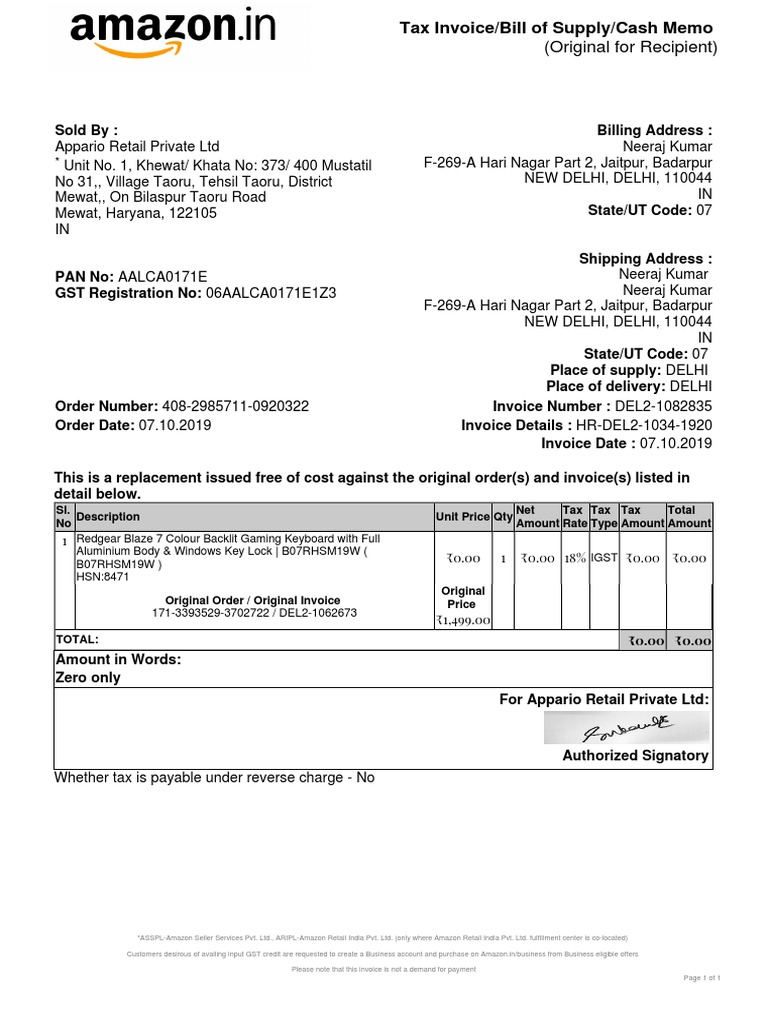 amazon.in
Tax Invoice/Bill of Supply/Cash Memo
(Original for Recipient)
Sold By :
Appario Retail Private Ltd
* Unit No. 1, Khewat/ Khata No: 373/ 400 Mustatil
No 31,, Village Taoru, Tehsil Taoru, District
Mewat,, On Bilaspur Taoru Road
Mewat, Haryana, 122105
IN
Billing Address :
Neeraj Kumar
F-269-A Hari Nagar Part 2, Jaitpur, Badarpur
NEW DELHI, DELHI, 110044
IN
State/UT Code: 07
PAN No: AALCA0171E
GST Registration No: 06AALCA0171E1Z3
Shipping Address :
Neeraj Kumar
Neeraj Kumar
F-269-A Hari Nagar Part 2, Jaitpur, Badarpur
NEW DELHI, DELHI, 110044
IN
State/UT Code: 07
Place of supply: DELHI
Place of delivery: DELHI
Order Number: 408-2985711-0920322
Order Date: 07.10.2019
Invoice Number : DEL2-1082835
Invoice Details : HR-DEL2-1034-1920
Invoice Date : 07.10.2019
This is a replacement issued free of cost against the original order(s) and invoice(s) listed in
detail below.
Sl. No Description Unit Price Qty Net Amount Tax Rate Tax Type Tax Amount Total Amount
1 Redgear Blaze 7 Colour Backlit Gaming Keyboard with Full
Aluminium Body & Windows Key Lock | B07RHSM19W (
B07RHSM19W )
HSN:8471
₹0.00 1 ₹0.00 18% IGST ₹0.00 ₹0.00
Original Order / Original Invoice
171-3393529-3702722 / DEL2-1062673
Original
Price
₹1,499.00
TOTAL: ₹0.00 ₹0.00
Amount in Words:
Zero only
For Appario Retail Private Ltd:
Authorized Signatory
Whether tax is payable under reverse charge - No
*ASSPL-Amazon Seller Services Pvt. Ltd., ARIPL-Amazon Retail India Pvt. Ltd. (only where Amazon Retail India Pvt. Ltd. fulfillment center is co-located)
Customers desirous of availing input GST credit are requested to create a Business account and purchase on Amazon.in/business from Business eligible offers
Please note that this invoice is not a demand for payment
Page 1 of 1